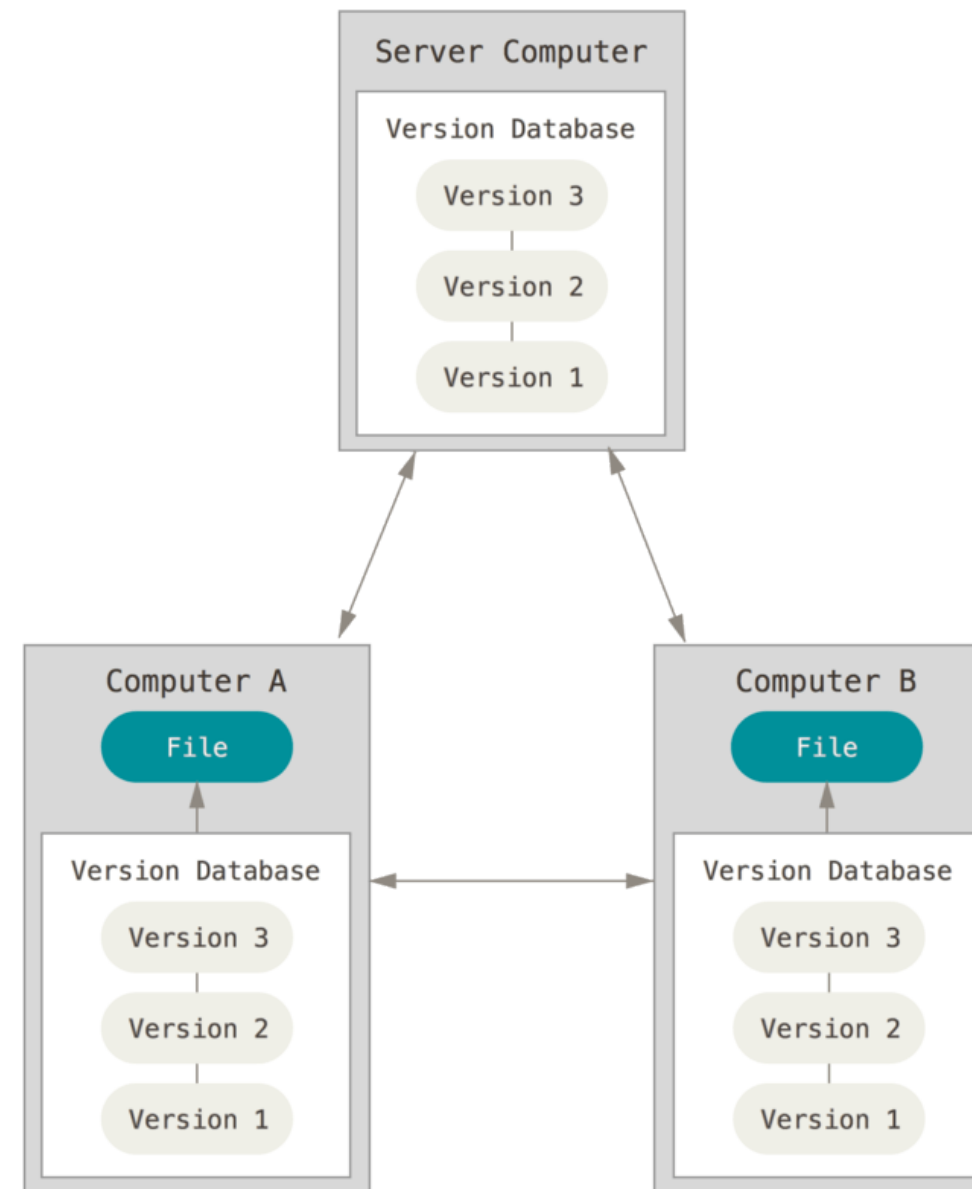 Server Computer
Version Database
Version 3
Version 2
Version 1
Computer A
File
Version Database
Version 3
Version 2
Version 1
Computer B
File
Version Database
Version 3
Version 2
Version 1